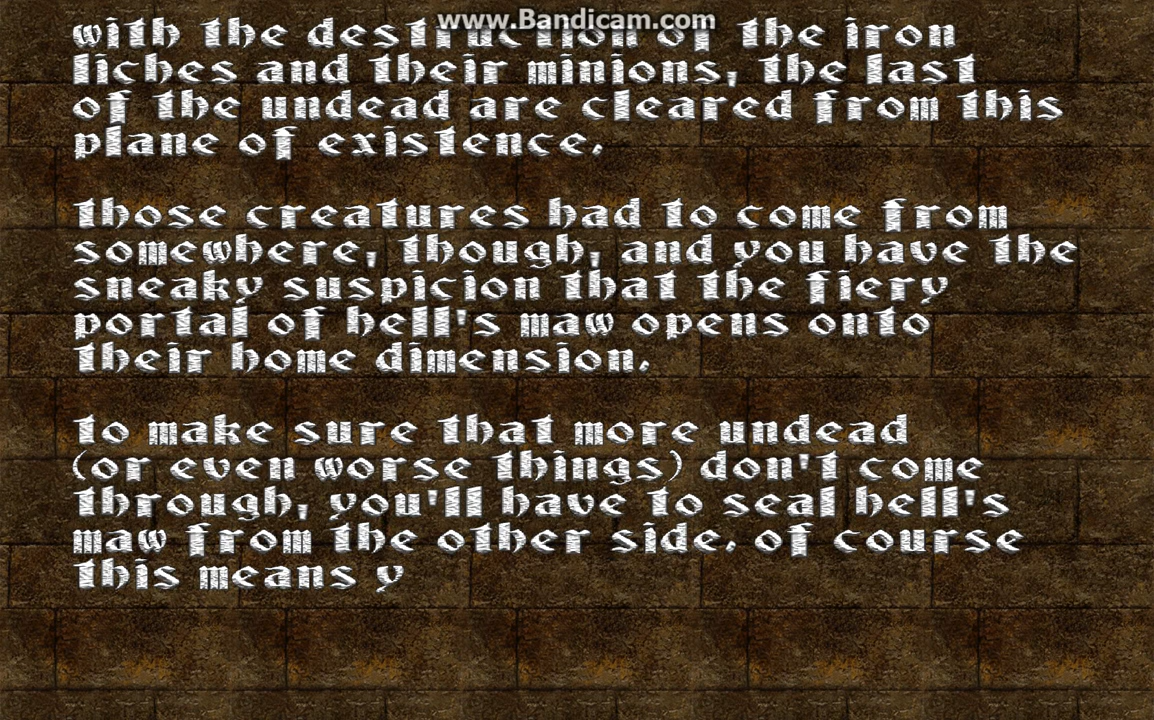 www.Bandicam.com
with the destruction of the iron
liches and their minions, the last
of the undead are cleared from this
plane of existence.
those creatures had to come from
somewhere, though, and you have the
sneaky suspicion that the fiery
portal of hell's maw opens onto
their home dimension.
to make sure that more undead
(or even worse things) don't come
through, you'll have to seal hell's
maw from the other side. of course
this means y